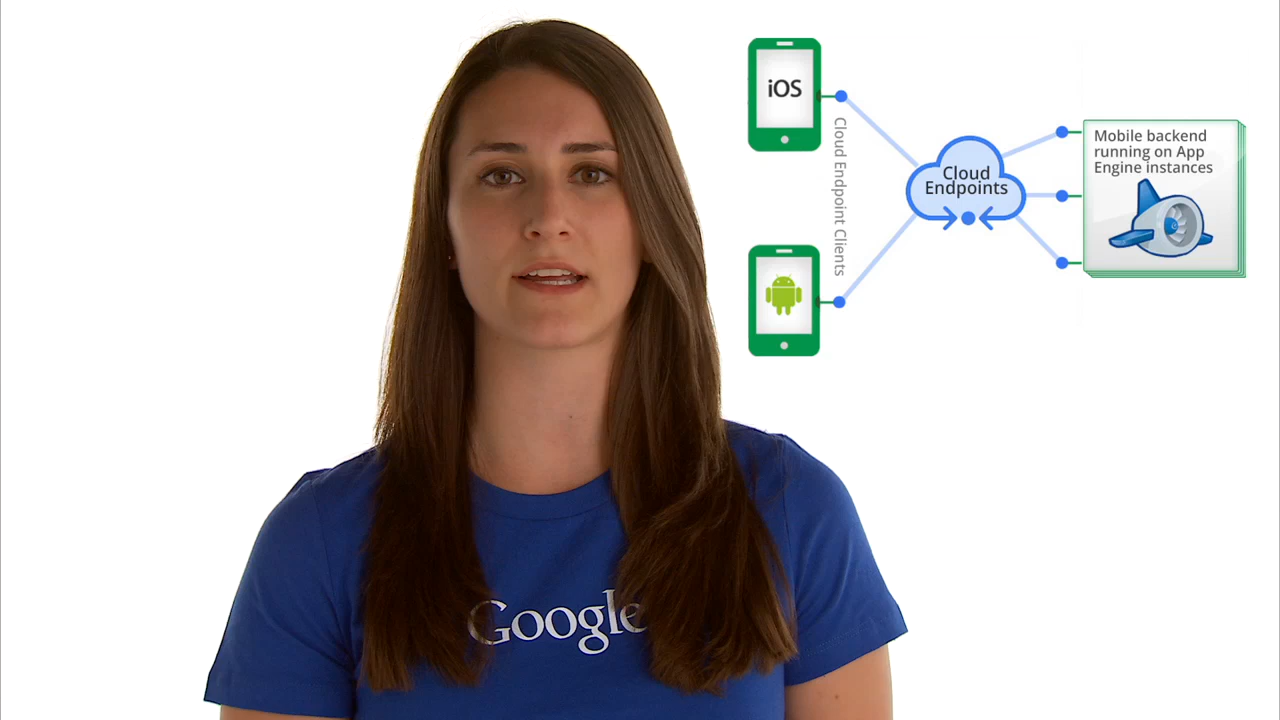 iOS
Cloud Endpoint Clients
Cloud
Endpoints
Mobile backend
running on App
Engine instances
Google